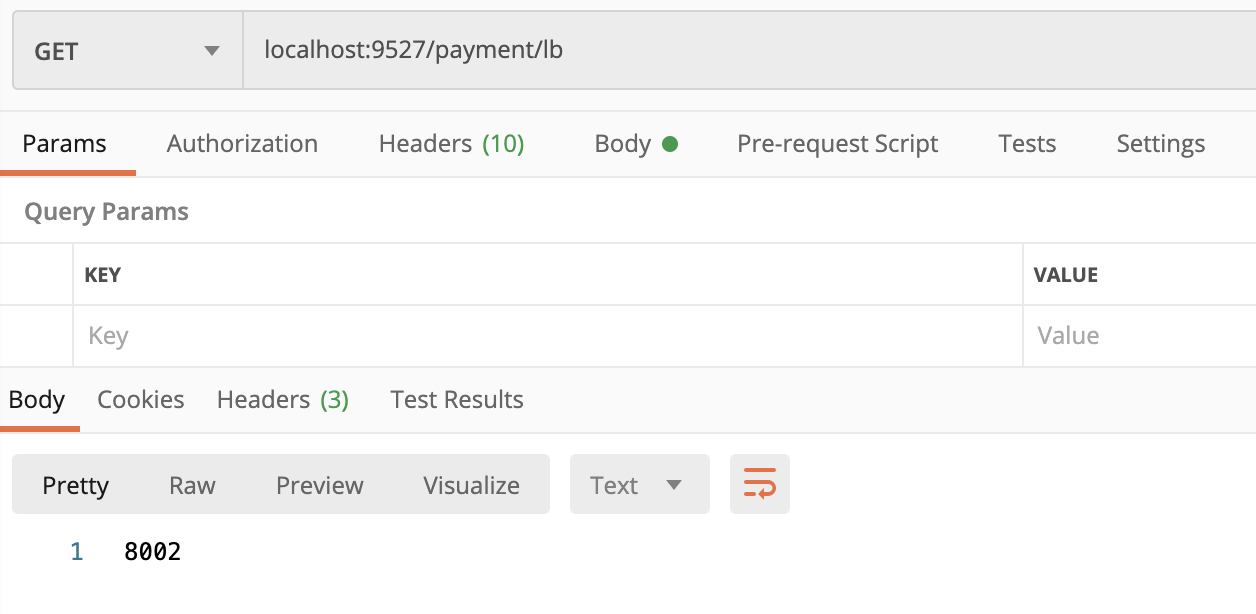 GET localhost:9527/payment/lb
Params Authorization Headers (10) Body Pre-request Script Tests Settings
Query Params
KEY VALUE
Key Value
Body Cookies Headers (3) Test Results
Pretty Raw Preview Visualize Text
1 8002